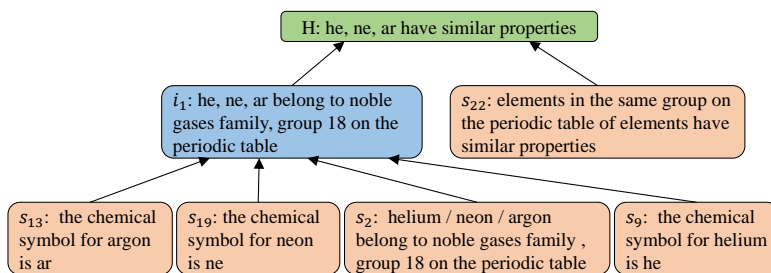 H: he, ne, ar have similar properties
i₁: he, ne, ar belong to noble
gases family, group 18 on the
periodic table
s₂₂: elements in the same group on
the periodic table of elements have
similar properties
s₁₃: the chemical
symbol for argon
is ar
s₁₉: the chemical
symbol for neon
is ne
s₂: helium / neon / argon
belong to noble gases family ,
group 18 on the periodic table
s₉: the chemical
symbol for helium
is he